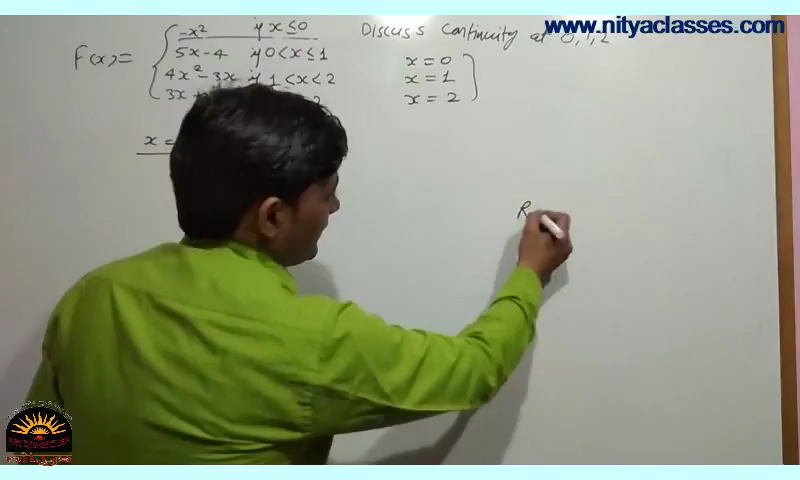 www.nityaclasses.com
-x² if x ≤ 0 Discuss Continuity at 0, 1, 2
F(x) = 5x - 4 if 0 < x ≤ 1 x = 0
4x² - 3x if 1 < x < 2 x = 1
3x + x = 2
x =
R